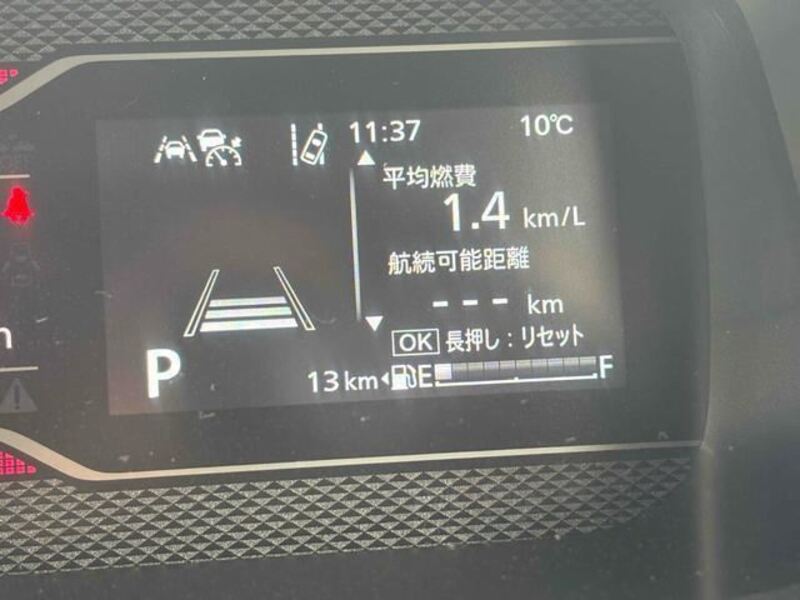 11:37 10℃
平均燃費
1.4 km/L
航続可能距離
--- km
OK 長押し:リセット
P 13km E F